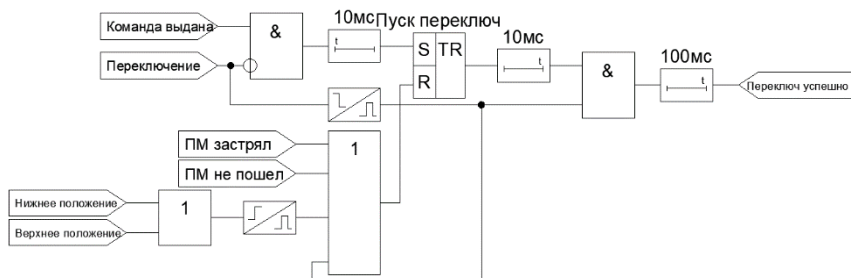 Команда выдана
&
10мс
Пуск переключ
S
TR
R
10мс
&
100мс
Переключ успешно
Переключение
t
t
t
ПМ застрял
1
ПМ не пошел
Нижнее положение
1
Верхнее положение